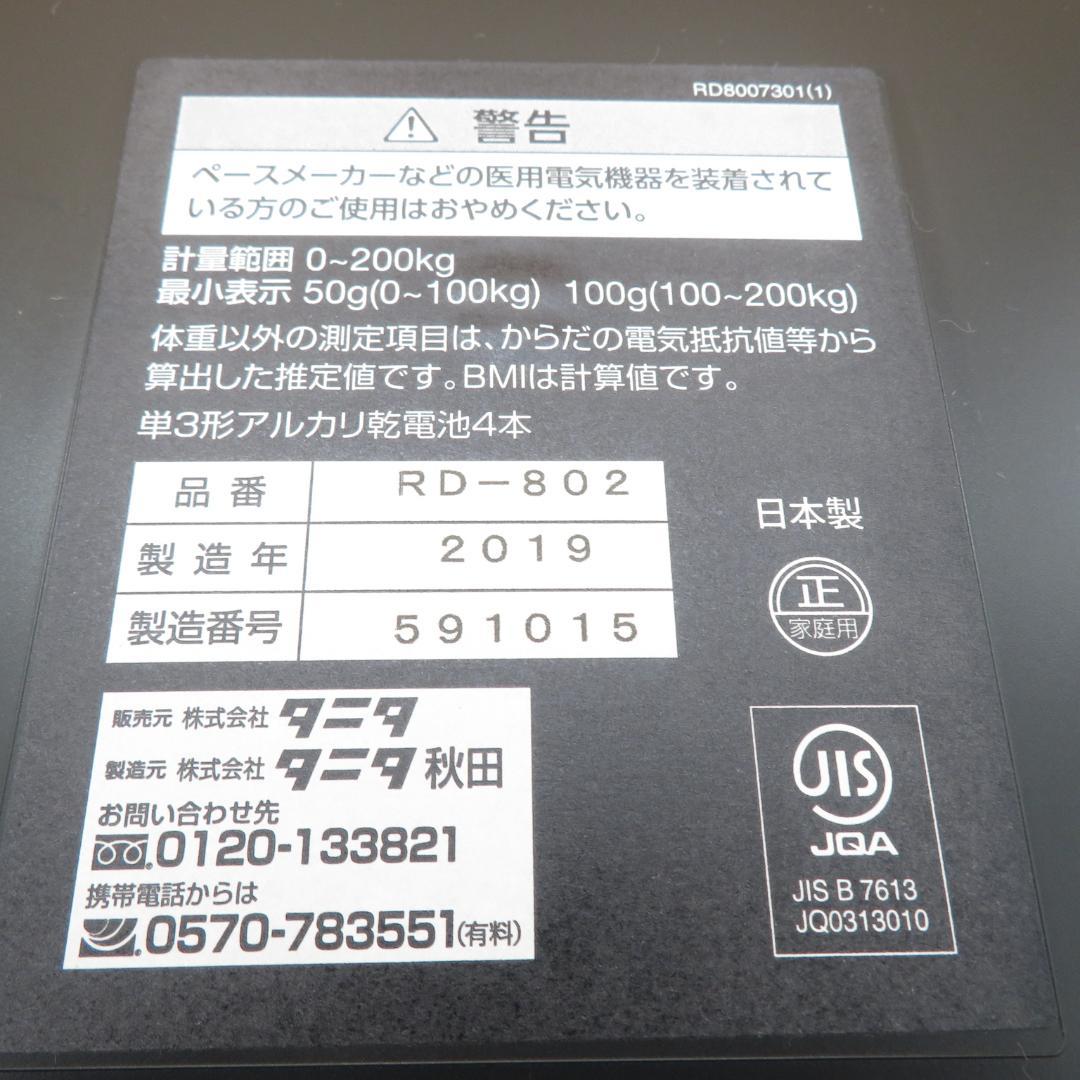 RD8007301(1)
警告
ペースメーカーなどの医用電気機器を装着されて
いる方のご使用はおやめください。
計量範囲 0~200kg
最小表示 50g(0~100kg) 100g(100~200kg)
体重以外の測定項目は、からだの電気抵抗値等から
算出した推定値です。BMIは計算値です。
単3形アルカリ乾電池4本
品番 RD-802
製造年 2019
製造番号 591015
日本製
正
家庭用
販売元 株式会社 タニタ
製造元 株式会社 タニタ 秋田
お問い合わせ先
0120-133821
携帯電話からは
0570-783551(有料)
JIS
JQA
JIS B 7613
JQ0313010